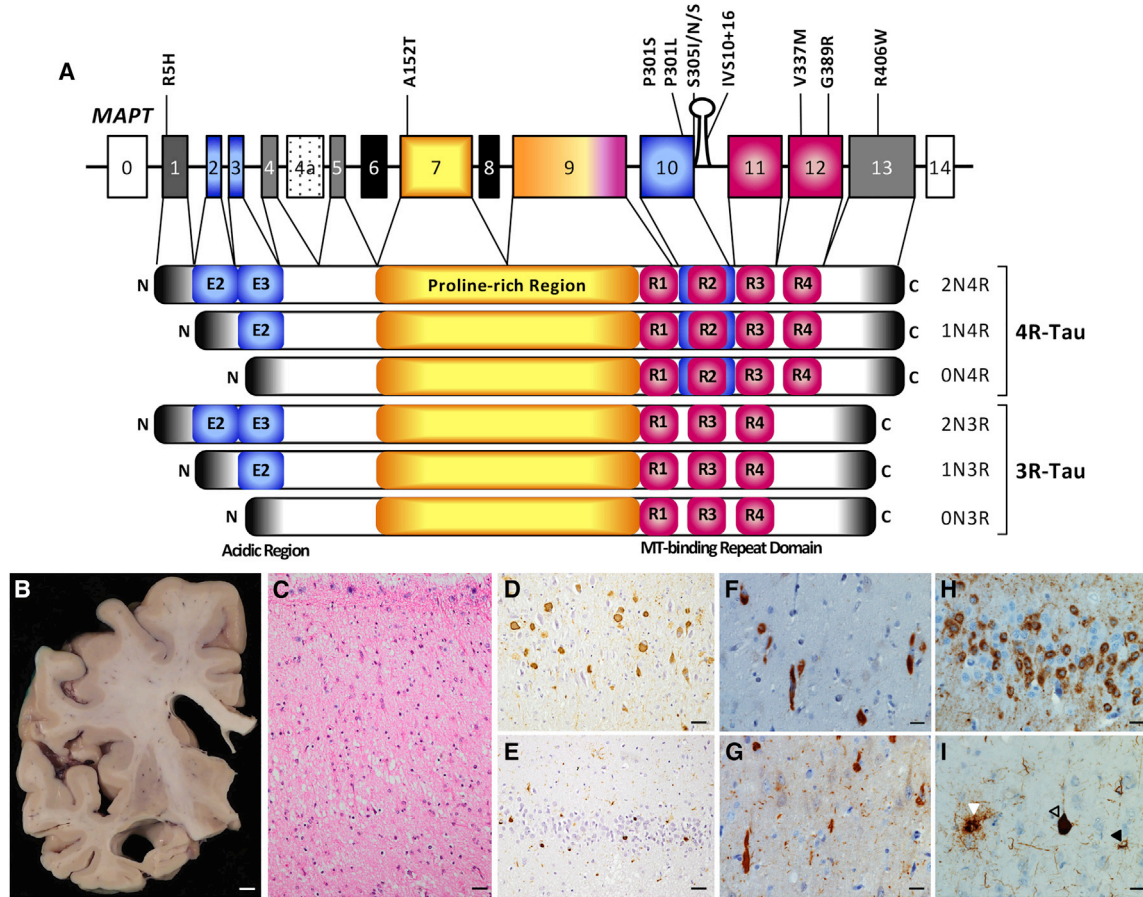 A
R5H
A152T
P301S
P301L
S305I/N/S
IVS10+16
V337M
G389R
R406W
MAPT
0 1 2 3 4 4a 5 6 7 8 9 10 11 12 13 14
N E2 E3 Proline-rich Region R1 R2 R3 R4 C 2N4R
N E2 R1 R2 R3 R4 C 1N4R 4R-Tau
N R1 R2 R3 R4 C 0N4R
N E2 E3 R1 R3 R4 C 2N3R
N E2 R1 R3 R4 C 1N3R 3R-Tau
N R1 R3 R4 C 0N3R
Acidic Region MT-binding Repeat Domain
B C D F H
E G I